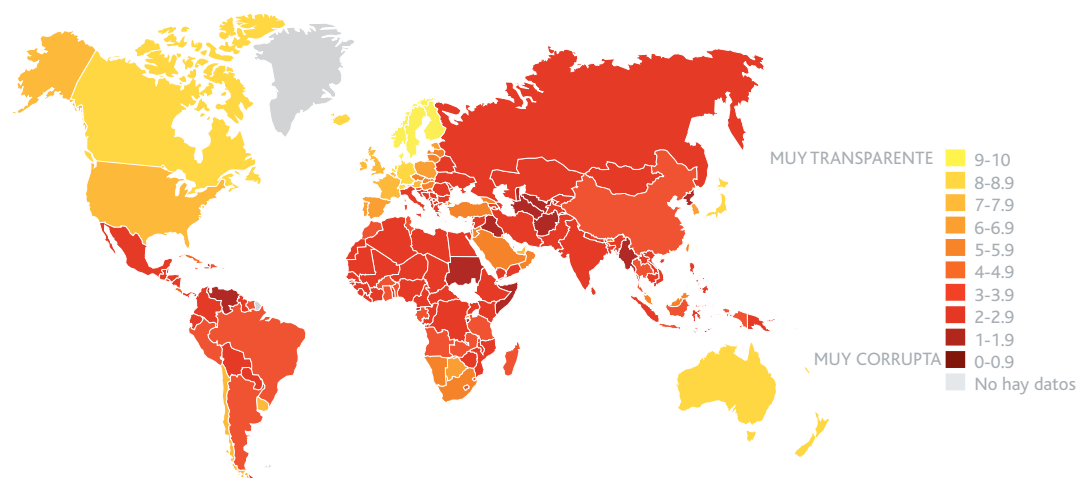 MUY TRANSPARENTE 9-10
8-8.9
7-7.9
6-6.9
5-5.9
4-4.9
3-3.9
2-2.9
1-1.9
MUY CORRUPTA 0-0.9
No hay datos